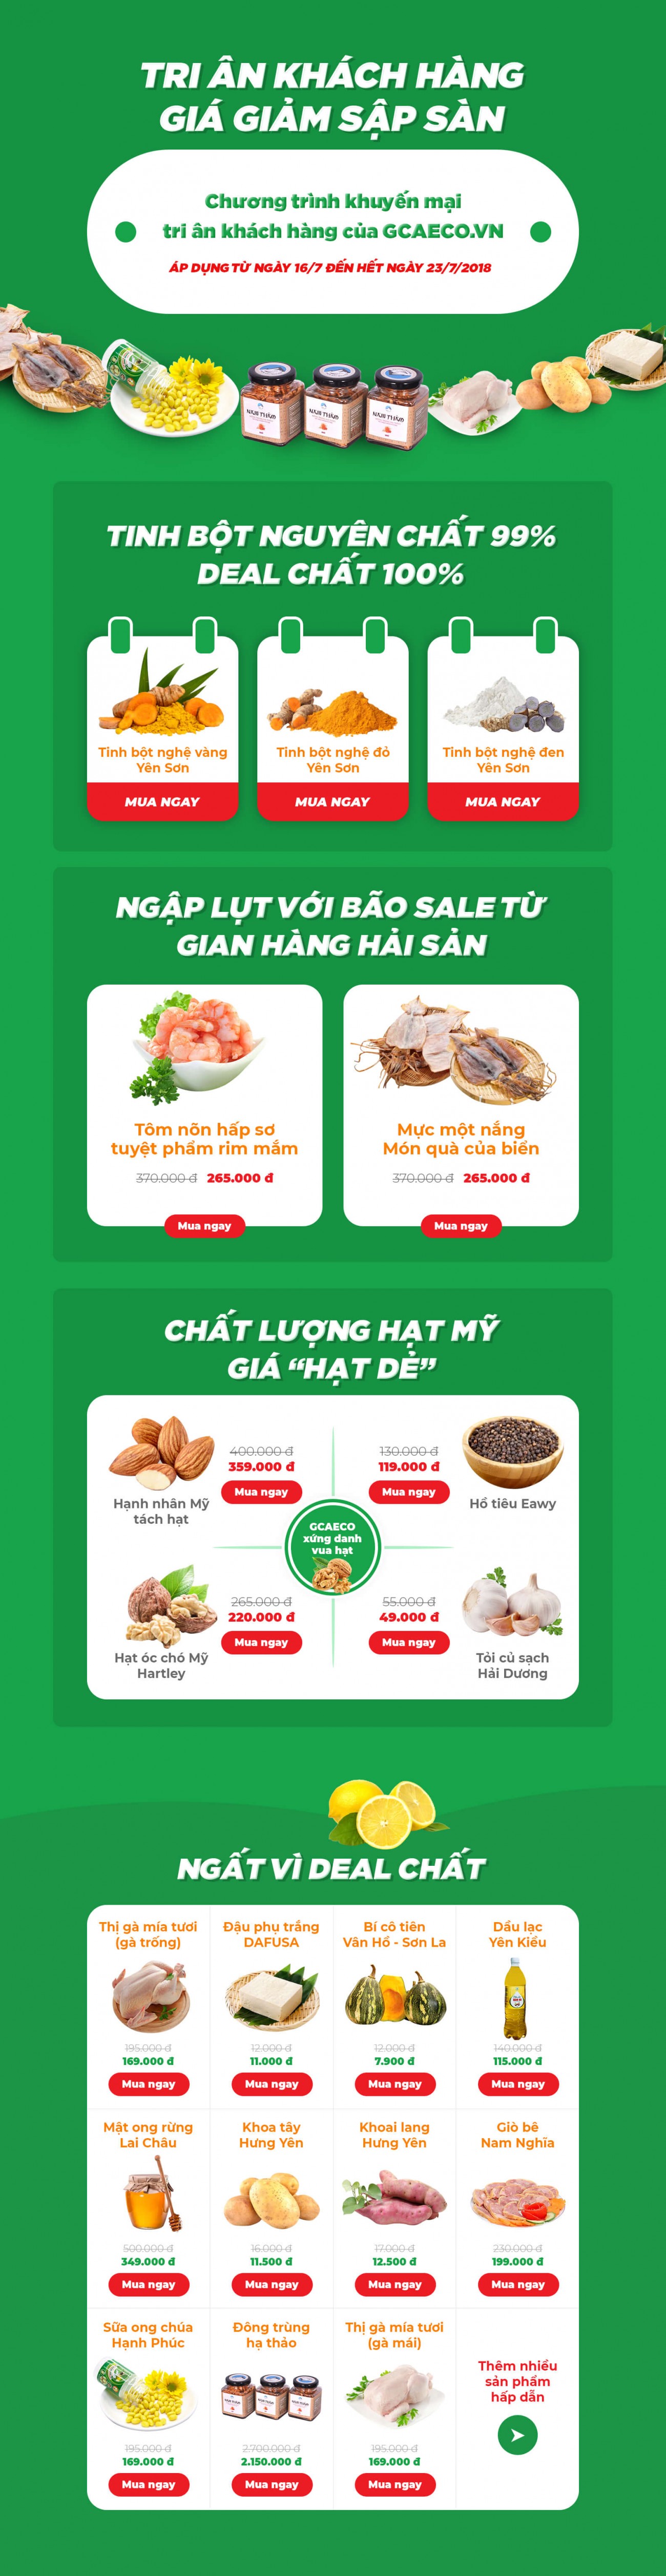 TRI ÂN KHÁCH HÀNG
GIÁ GIẢM SẬP SÀN
Chương trình khuyến mại
tri ân khách hàng của GCAECO.VN
ÁP DỤNG TỪ NGÀY 16/7 ĐẾN HẾT NGÀY 23/7/2018
NẤM THẢO
NẤM THẢO
NẤM THẢO
TINH BỘT NGUYÊN CHẤT 99%
DEAL CHẤT 100%
Tinh bột nghệ vàng
Yên Sơn
MUA NGAY
Tinh bột nghệ đỏ
Yên Sơn
MUA NGAY
Tinh bột nghệ đen
Yên Sơn
MUA NGAY
NGẬP LỤT VỚI BÃO SALE TỪ
GIAN HÀNG HẢI SẢN
Tôm nõn hấp sơ
tuyệt phẩm rim mắm
370.000 đ 265.000 đ
Mua ngay
Mực một nắng
Món quà của biển
370.000 đ 265.000 đ
Mua ngay
CHẤT LƯỢNG HẠT MỸ
GIÁ “HẠT DẺ”
400.000 đ
359.000 đ
Mua ngay
Hạnh nhân Mỹ
tách hạt
130.000 đ
119.000 đ
Mua ngay
Hồ tiêu Eawy
GCAECO
xứng danh
vua hạt
265.000 đ
220.000 đ
Mua ngay
Hạt óc chó Mỹ
Hartley
55.000 đ
49.000 đ
Mua ngay
Tỏi củ sạch
Hải Dương
NGẤT VÌ DEAL CHẤT
Thị gà mía tươi
(gà trống)
195.000 đ
169.000 đ
Mua ngay
Đậu phụ trắng
DAFUSA
12.000 đ
11.000 đ
Mua ngay
Bí cô tiên
Vân Hồ - Sơn La
12.000 đ
7.900 đ
Mua ngay
Dầu lạc
Yên Kiều
140.000 đ
115.000 đ
Mua ngay
Mật ong rừng
Lai Châu
500.000 đ
349.000 đ
Mua ngay
Khoa tây
Hưng Yên
16.000 đ
11.500 đ
Mua ngay
Khoai lang
Hưng Yên
17.000 đ
12.500 đ
Mua ngay
Giò bê
Nam Nghĩa
230.000 đ
199.000 đ
Mua ngay
Sữa ong chúa
Hạnh Phúc
195.000 đ
169.000 đ
Mua ngay
Đông trùng
hạ thảo
2.700.000 đ
2.150.000 đ
Mua ngay
Thị gà mía tươi
(gà mái)
195.000 đ
169.000 đ
Mua ngay
Thêm nhiều
sản phẩm
hấp dẫn